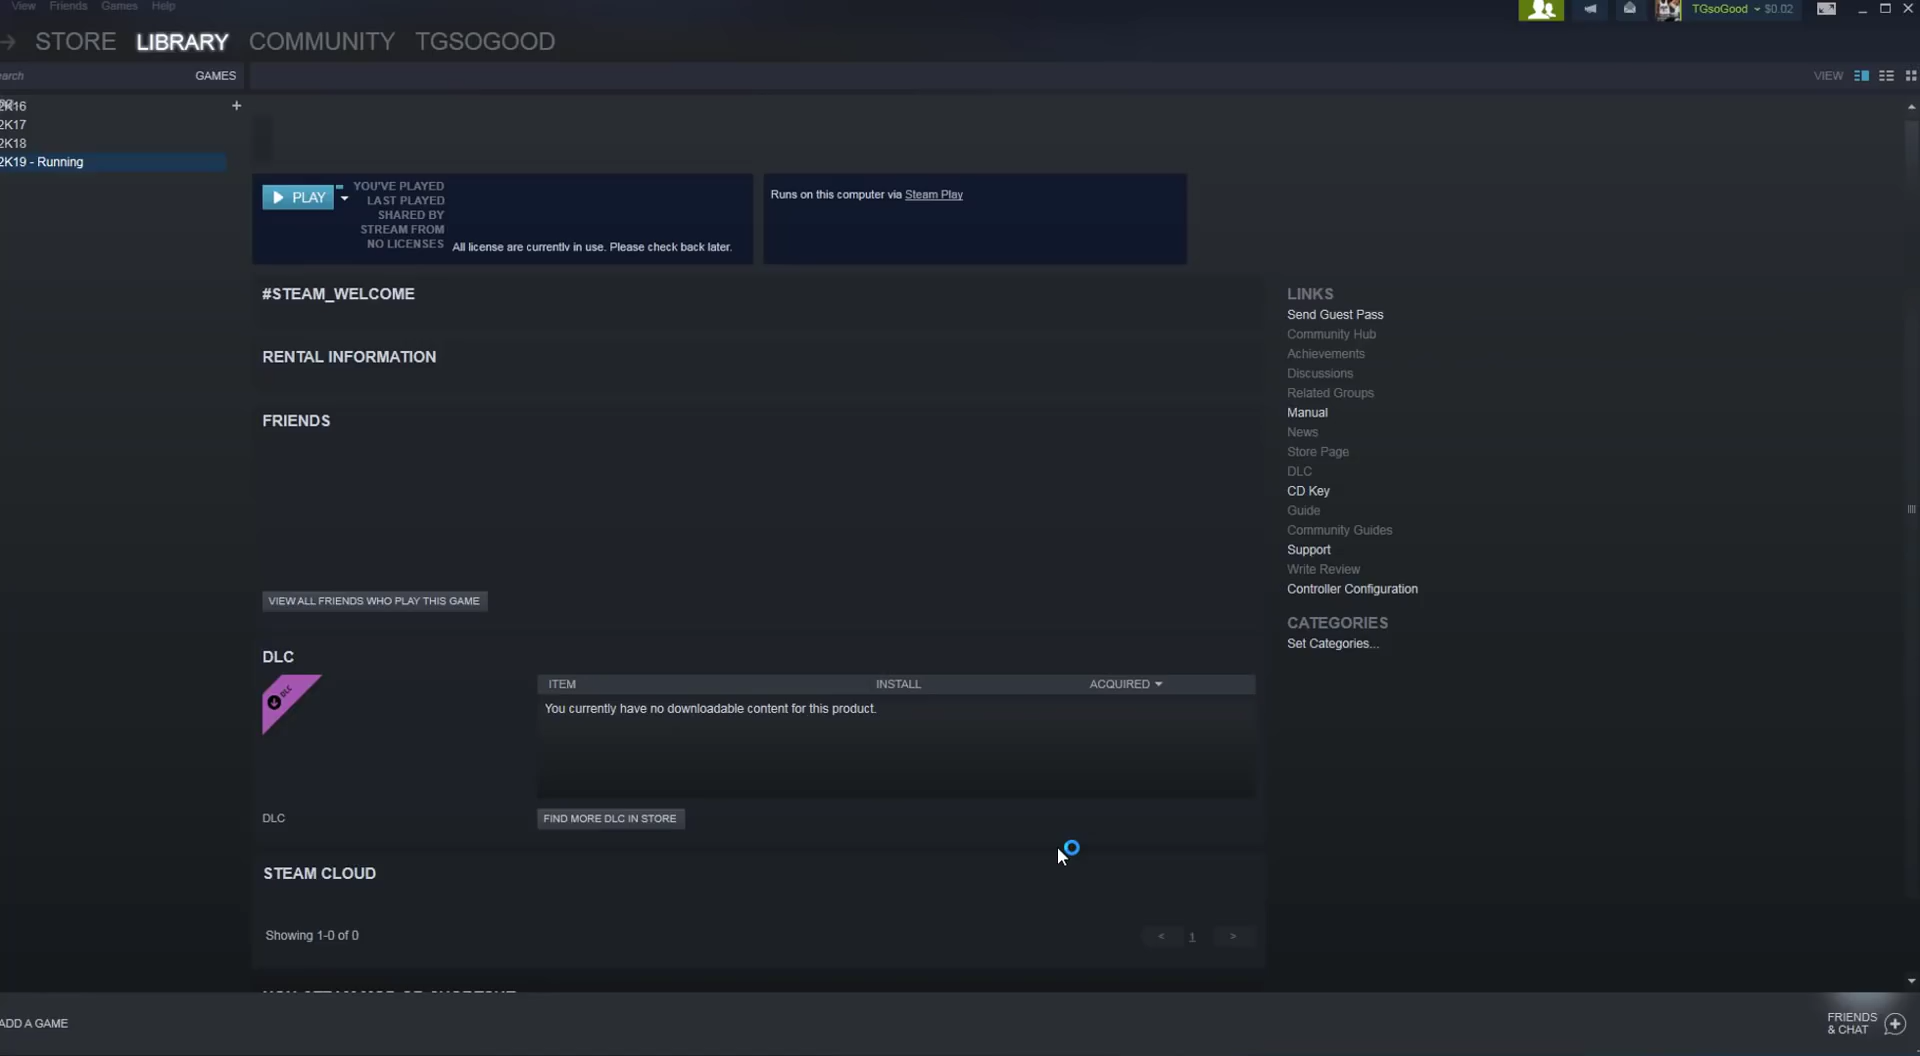 View Friends Games Help
TGsoGood $0.02
STORE LIBRARY COMMUNITY TGSOGOOD
earch GAMES
VIEW
2K16 +
2K17
2K18
2K19 - Running
PLAY
YOU'VE PLAYED
LAST PLAYED
SHARED BY
STREAM FROM
NO LICENSES All license are currently in use. Please check back later.
Runs on this computer via Steam Play
#STEAM_WELCOME
RENTAL INFORMATION
FRIENDS
VIEW ALL FRIENDS WHO PLAY THIS GAME
DLC
DLC
ITEM INSTALL ACQUIRED
You currently have no downloadable content for this product.
DLC
FIND MORE DLC IN STORE
STEAM CLOUD
Showing 1-0 of 0
< 1 >
LINKS
Send Guest Pass
Community Hub
Achievements
Discussions
Related Groups
Manual
News
Store Page
DLC
CD Key
Guide
Community Guides
Support
Write Review
Controller Configuration
CATEGORIES
Set Categories...
ADD A GAME
FRIENDS
& CHAT